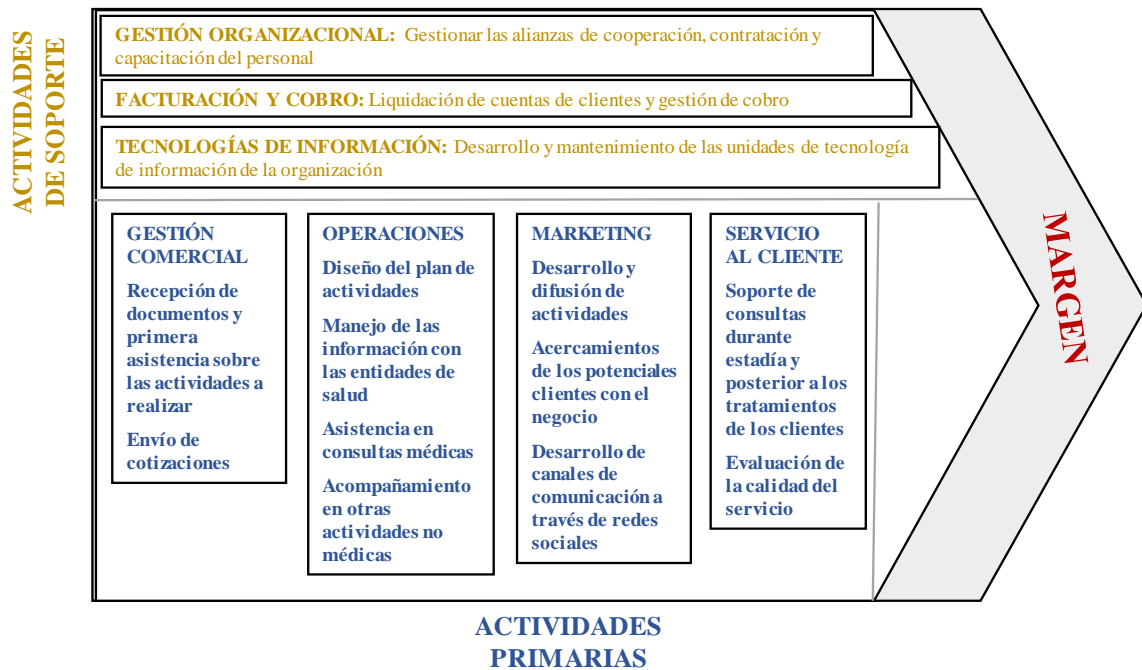 ACTIVIDADES
DE SOPORTE
GESTIÓN ORGANIZACIONAL: Gestionar las alianzas de cooperación, contratación y
capacitación del personal
FACTURACIÓN Y COBRO: Liquidación de cuentas de clientes y gestión de cobro
TECNOLOGÍAS DE INFORMACIÓN: Desarrollo y mantenimiento de las unidades de tecnología
de información de la organización
GESTIÓN
COMERCIAL
Recepción de
documentos y
primera
asistencia sobre
las actividades a
realizar
Envío de
cotizaciones
OPERACIONES
Diseño del plan de
actividades
Manejo de las
información con
las entidades de
salud
Asistencia en
consultas médicas
Acompañamiento
en otras
actividades no
médicas
MARKETING
Desarrollo y
difusión de
actividades
Acercamientos
de los potenciales
clientes con el
negocio
Desarrollo de
canales de
comunicación a
través de redes
sociales
SERVICIO
AL CLIENTE
Soporte de
consultas
durante
estadía y
posterior a los
tratamientos
de los clientes
Evaluación de
la calidad del
servicio
MARGEN
ACTIVIDADES
PRIMARIAS